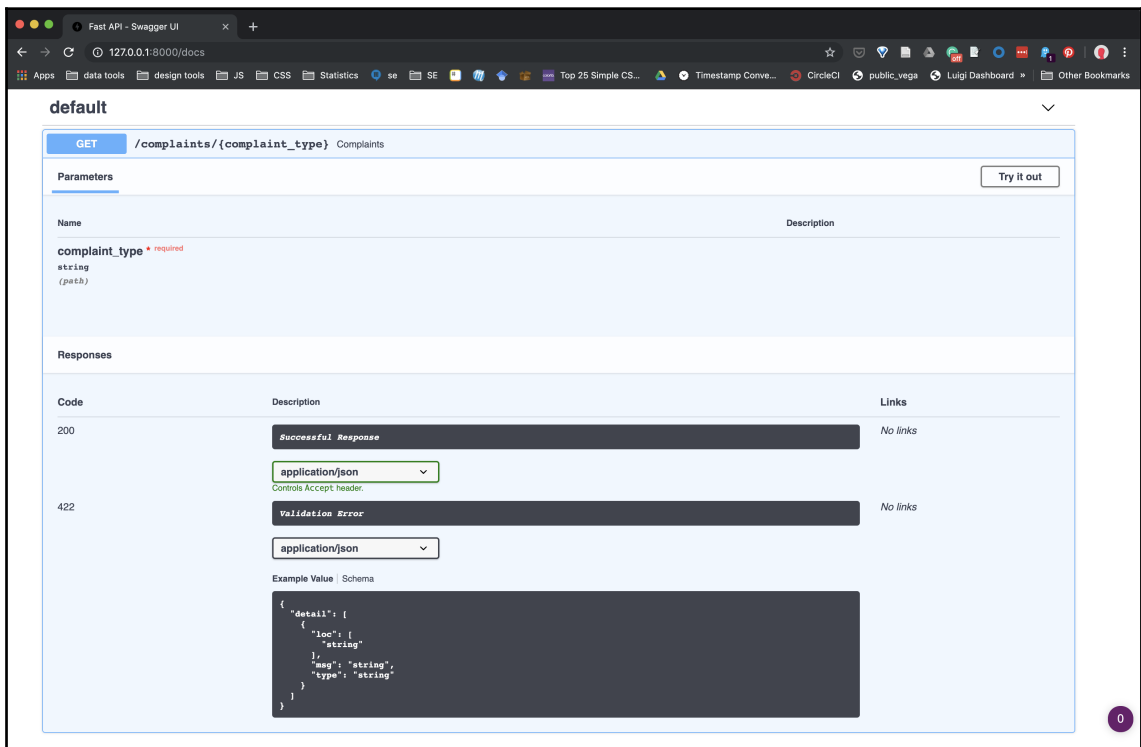 Fast API - Swagger UI
127.0.0.1:8000/docs
Apps data tools design tools JS CSS Statistics se SE Top 25 Simple CS... Timestamp Conve... CircleCI public_vega Luigi Dashboard » Other Bookmarks
default
GET /complaints/{complaint_type} Complaints
Parameters Try it out
Name Description
complaint_type * required
string
(path)
Responses
Code Description Links
200 Successful Response No links
application/json
Controls Accept header.
422 Validation Error No links
application/json
Example Value Schema
{
"detail": [
{
"loc": [
"string"
],
"msg": "string",
"type": "string"
}
]
}
0